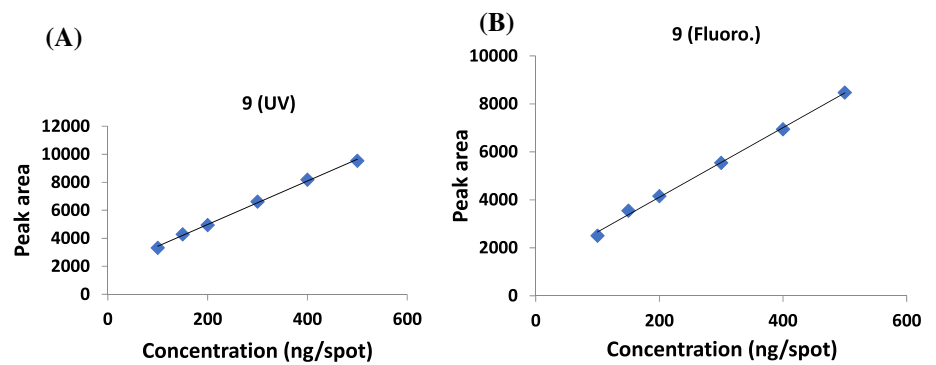 (A)
9 (UV)
12000
10000
8000
6000
4000
2000
0
0 200 400 600
Peak area
Concentration (ng/spot)
(B)
9 (Fluoro.)
10000
8000
6000
4000
2000
0
0 200 400 600
Peak area
Concentration (ng/spot)